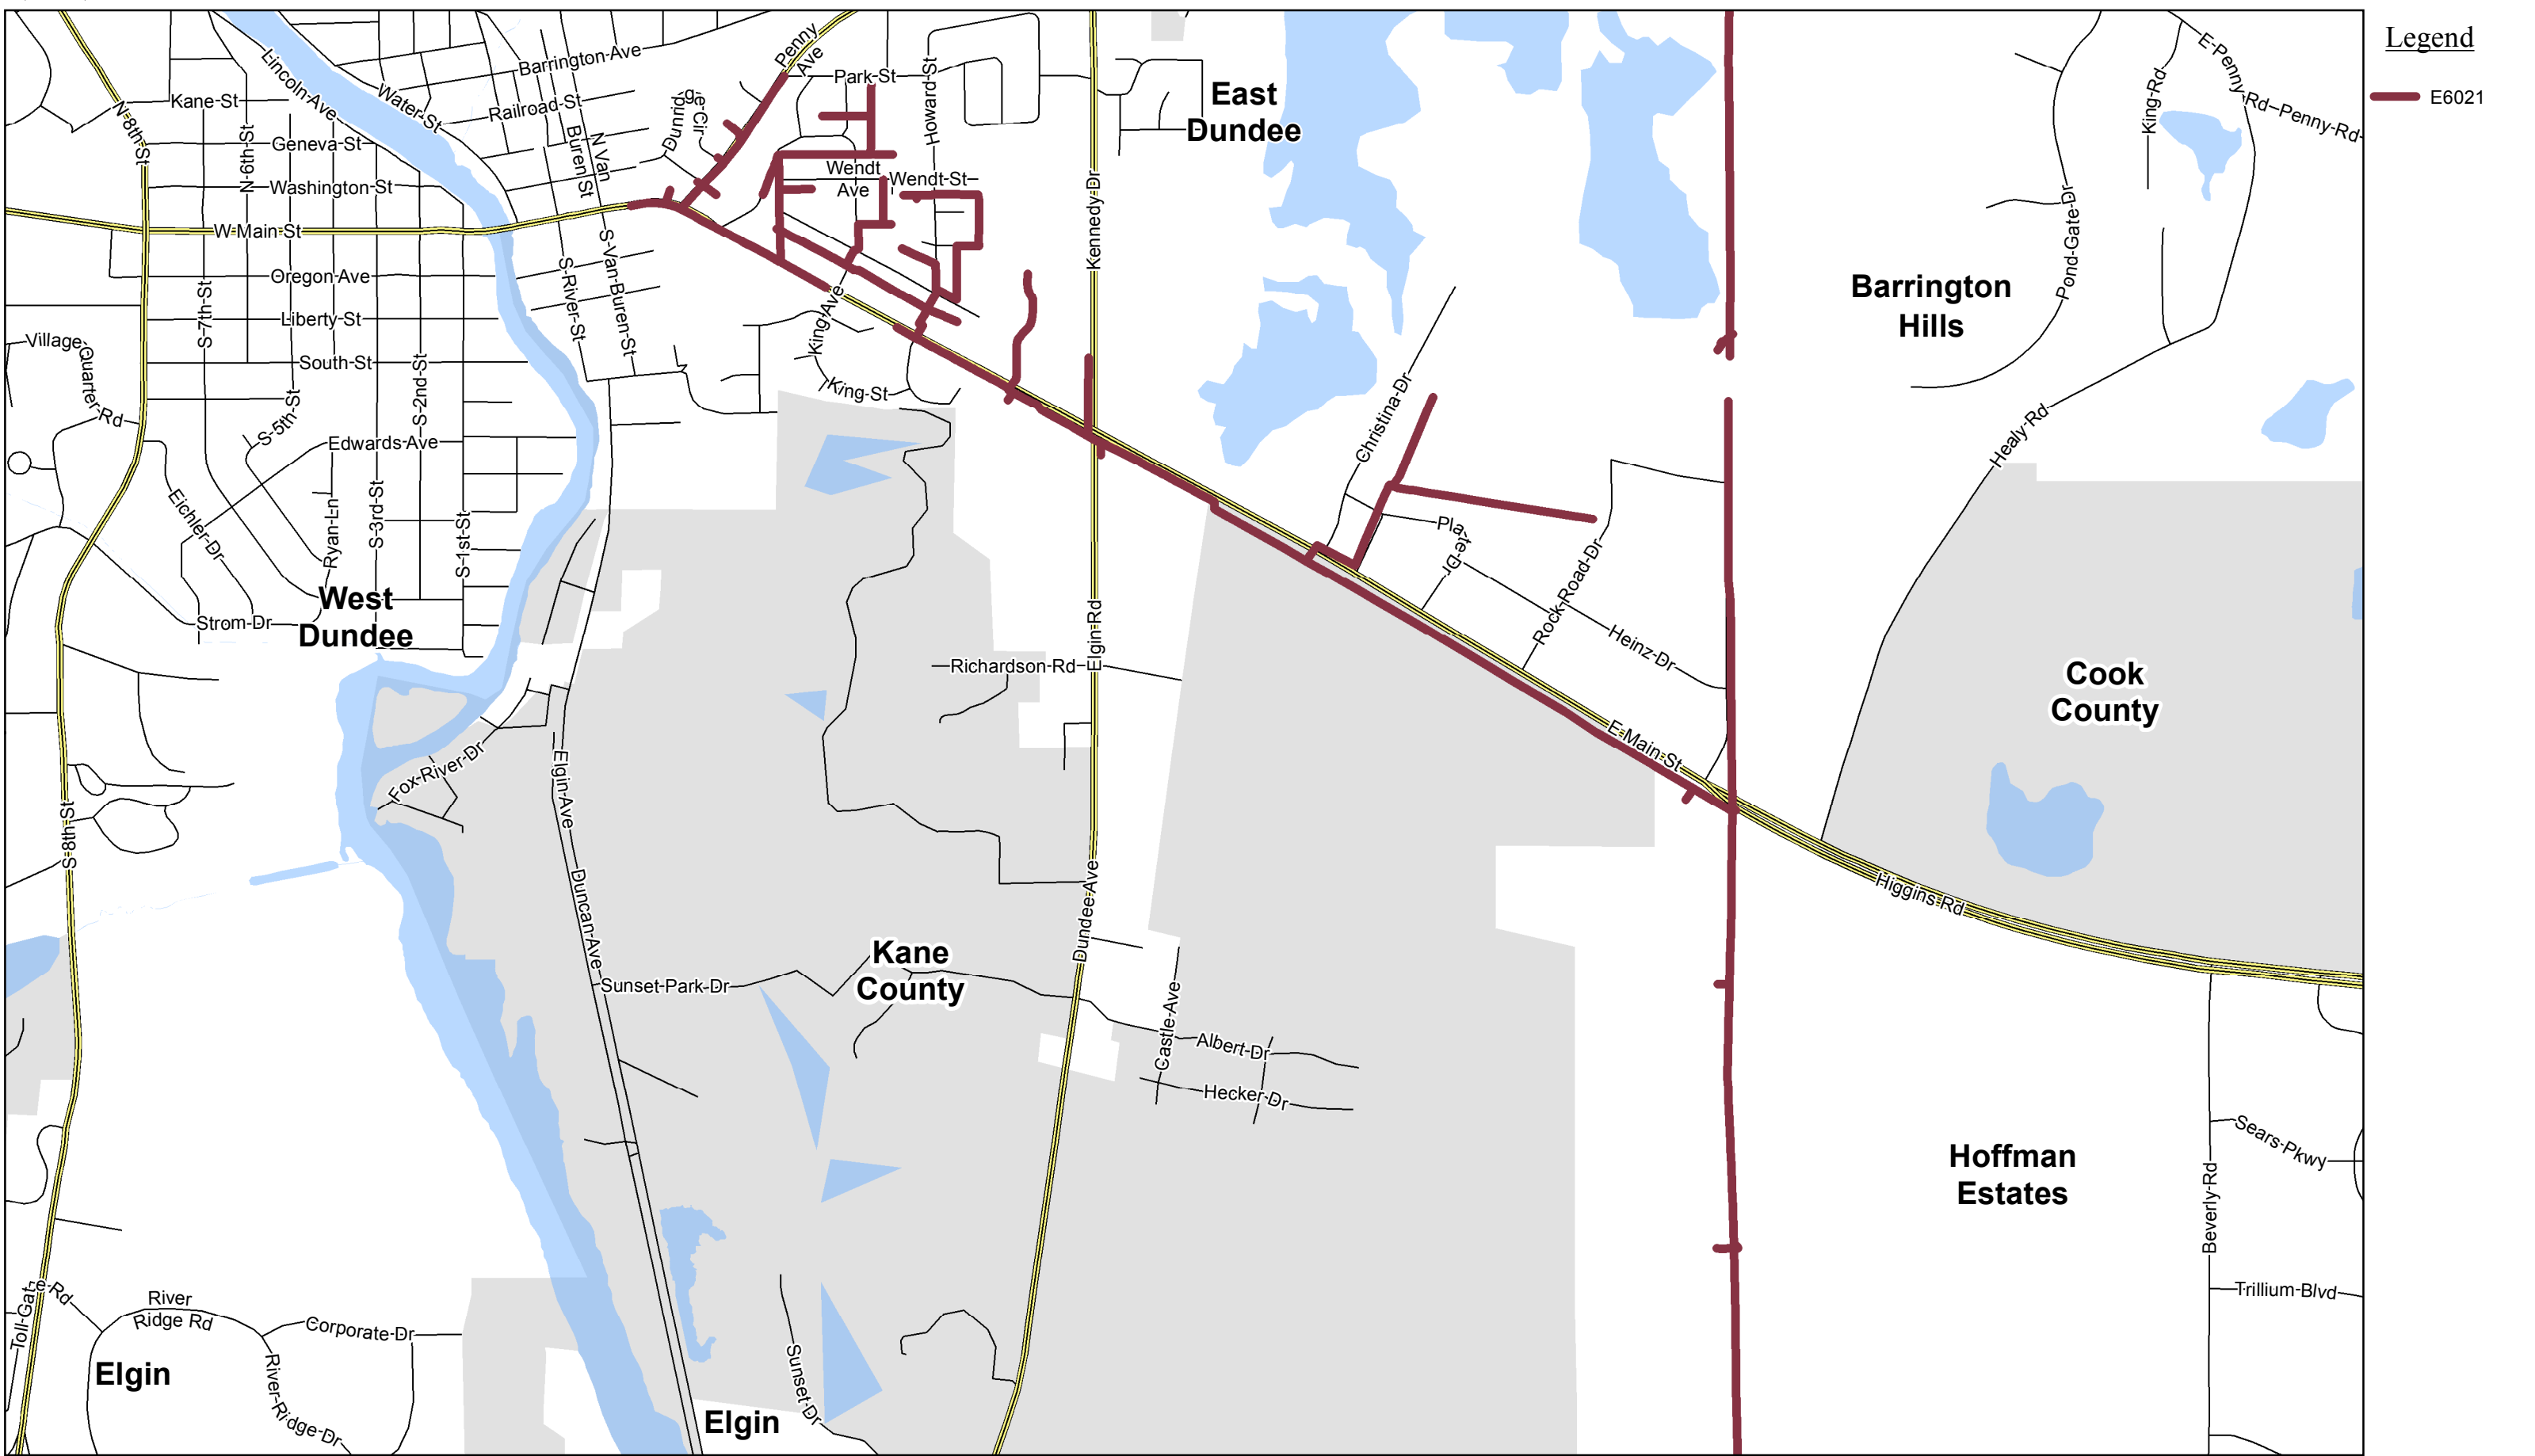 Legend
E6021
Penny
Ave
E-Penny-Rd-Penny-Rd
Lincoln-Ave
Water-St
Barrington-Ave
Park-St
Howard-St
East
Dundee
King-Rd
N-8th-St
Kane-St
Railroad-St
Dunridge-Cir
N-6th-St
Geneva-St
N Van
Buren St
Wendt
Ave
Wendt-St
Washington-St
Kennedy-Dr
Pond-Gate-Dr
W-Main-St
Oregon-Ave
S-River-St
S-Van-Buren-St
Barrington
Hills
S-7th-St
Liberty-St
King-Ave
Village
Quarter-Rd
South-St
S-2nd-St
King-St
S-5th-St
Christina-Dr
Healy-Rd
Edwards-Ave
Eichler-Dr
Ryan-Ln
S-3rd-St
S-1st-St
Plate-Dr
Rock-Road-Dr
West
Dundee
Strom-Dr
Heinz-Dr
Richardson-Rd
Elgin-Rd
Cook
County
E-Main-St
Fox-River-Dr
Elgin-Ave
S-8th-St
Duncan-Ave
Dundee-Ave
Higgins-Rd
Kane
County
Sunset-Park-Dr
Castle-Ave
Albert-Dr
Hecker-Dr
Sears-Pkwy
Hoffman
Estates
Beverly-Rd
Toll-Gate-Rd
River
Ridge Rd
Corporate-Dr
Trillium-Blvd
River-Ridge-Dr
Sunset-Dr
Elgin
Elgin